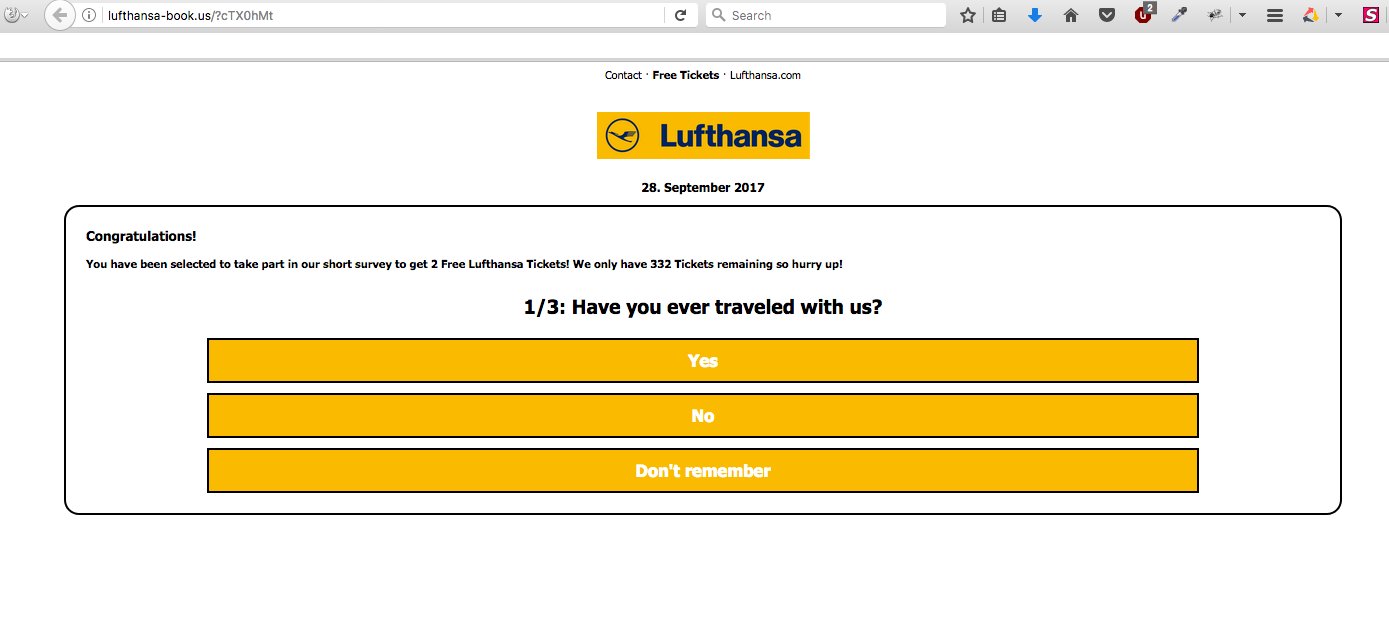 lufthansa-book.us/?cTX0hMt
Search
2
S
Contact · Free Tickets · Lufthansa.com
Lufthansa
28. September 2017
Congratulations!
You have been selected to take part in our short survey to get 2 Free Lufthansa Tickets! We only have 332 Tickets remaining so hurry up!
1/3: Have you ever traveled with us?
Yes
No
Don't remember